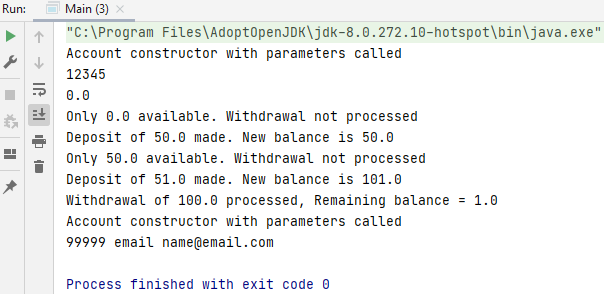 Run: Main (3) ×
"C:\Program Files\AdoptOpenJDK\jdk-8.0.272.10-hotspot\bin\java.exe"
Account constructor with parameters called
12345
0.0
Only 0.0 available. Withdrawal not processed
Deposit of 50.0 made. New balance is 50.0
Only 50.0 available. Withdrawal not processed
Deposit of 51.0 made. New balance is 101.0
Withdrawal of 100.0 processed, Remaining balance = 1.0
Account constructor with parameters called
99999 email name@email.com
Process finished with exit code 0